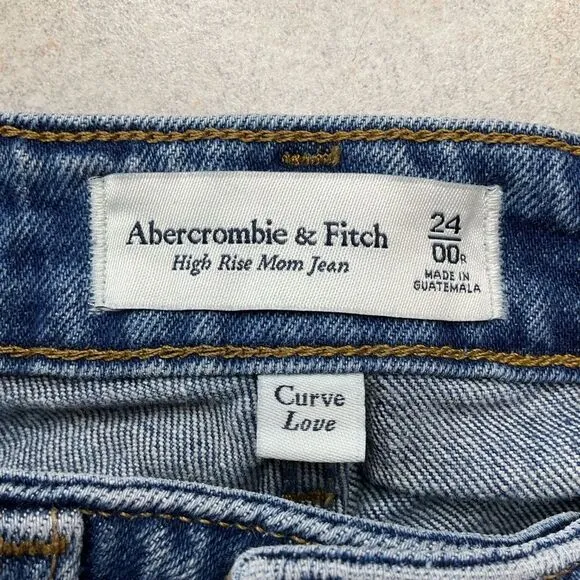 Abercrombie & Fitch
High Rise Mom Jean
24
00R
MADE IN
GUATEMALA
Curve
Love